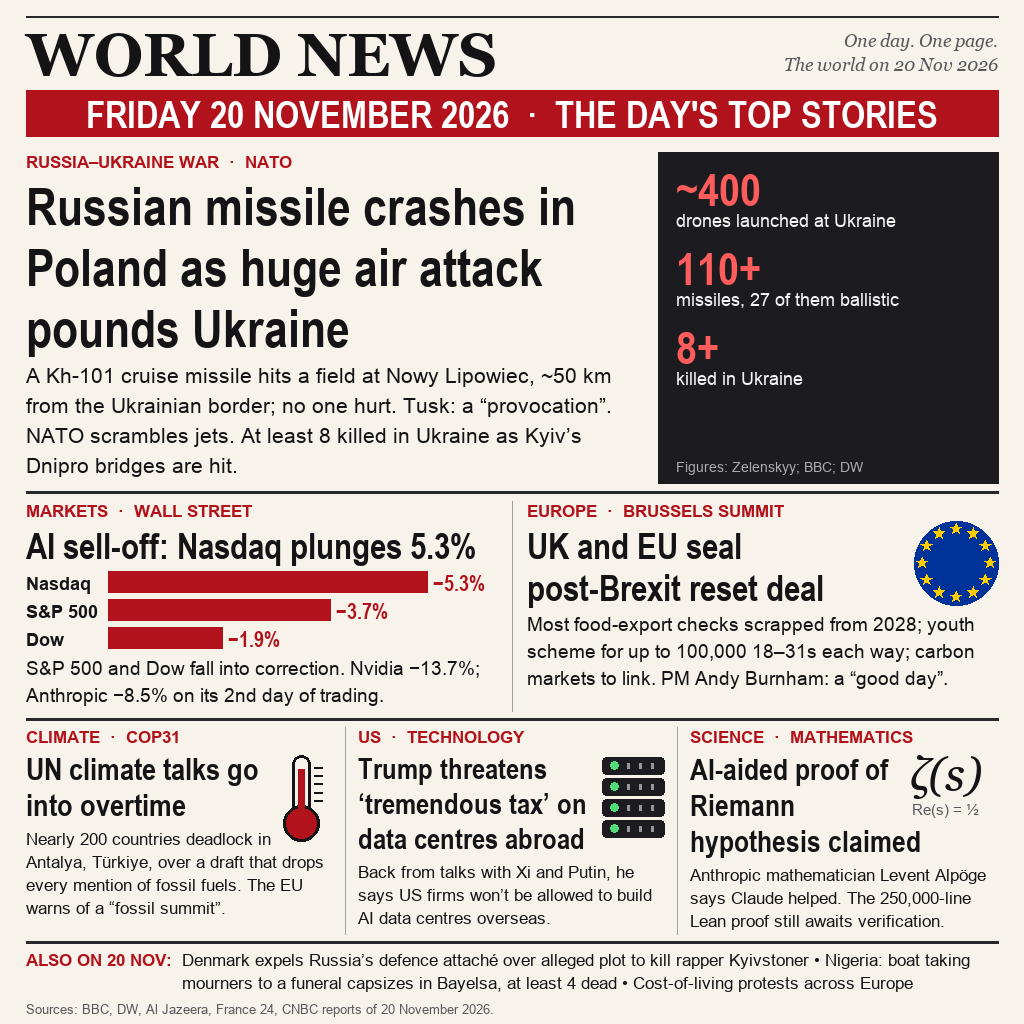 WORLD NEWS
One day. One page.
The world on 20 Nov 2026
FRIDAY 20 NOVEMBER 2026 · THE DAY'S TOP STORIES
RUSSIA–UKRAINE WAR · NATO
Russian missile crashes in
Poland as huge air attack
pounds Ukraine
A Kh-101 cruise missile hits a field at Nowy Lipowiec, ~50 km
from the Ukrainian border; no one hurt. Tusk: a “provocation”.
NATO scrambles jets. At least 8 killed in Ukraine as Kyiv’s
Dnipro bridges are hit.
~400
drones launched at Ukraine
110+
missiles, 27 of them ballistic
8+
killed in Ukraine
Figures: Zelenskyy; BBC; DW
MARKETS · WALL STREET
AI sell-off: Nasdaq plunges 5.3%
Nasdaq −5.3%
S&P 500 −3.7%
Dow −1.9%
S&P 500 and Dow fall into correction. Nvidia −13.7%;
Anthropic −8.5% on its 2nd day of trading.
EUROPE · BRUSSELS SUMMIT
UK and EU seal
post-Brexit reset deal
Most food-export checks scrapped from 2028; youth
scheme for up to 100,000 18–31s each way; carbon
markets to link. PM Andy Burnham: a “good day”.
CLIMATE · COP31
UN climate talks go
into overtime
Nearly 200 countries deadlock in
Antalya, Türkiye, over a draft that drops
every mention of fossil fuels. The EU
warns of a “fossil summit”.
US · TECHNOLOGY
Trump threatens
‘tremendous tax’ on
data centres abroad
Back from talks with Xi and Putin, he
says US firms won’t be allowed to build
AI data centres overseas.
SCIENCE · MATHEMATICS
AI-aided proof of
Riemann
hypothesis claimed
ζ(s)
Re(s) = ½
Anthropic mathematician Levent Alpöge
says Claude helped. The 250,000-line
Lean proof still awaits verification.
ALSO ON 20 NOV: Denmark expels Russia’s defence attaché over alleged plot to kill rapper Kyivstoner • Nigeria: boat taking
mourners to a funeral capsizes in Bayelsa, at least 4 dead • Cost-of-living protests across Europe
Sources: BBC, DW, Al Jazeera, France 24, CNBC reports of 20 November 2026.